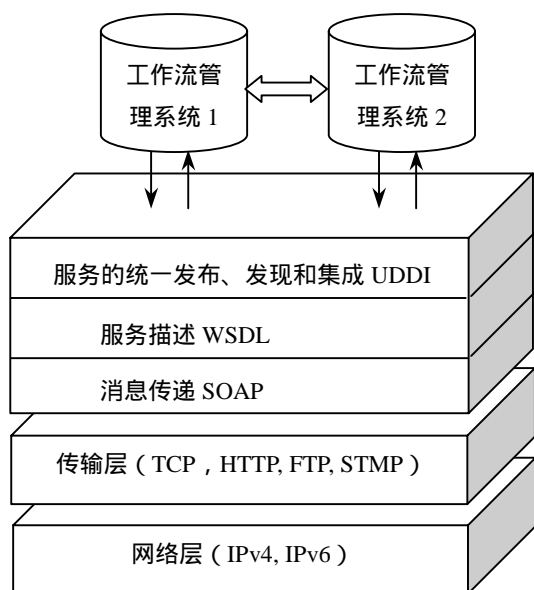 工作流管
理系统 1
工作流管
理系统 2
服务的统一发布、发现和集成 UDDI
服务描述 WSDL
消息传递 SOAP
传输层（TCP，HTTP, FTP, STMP）
网络层（IPv4, IPv6）